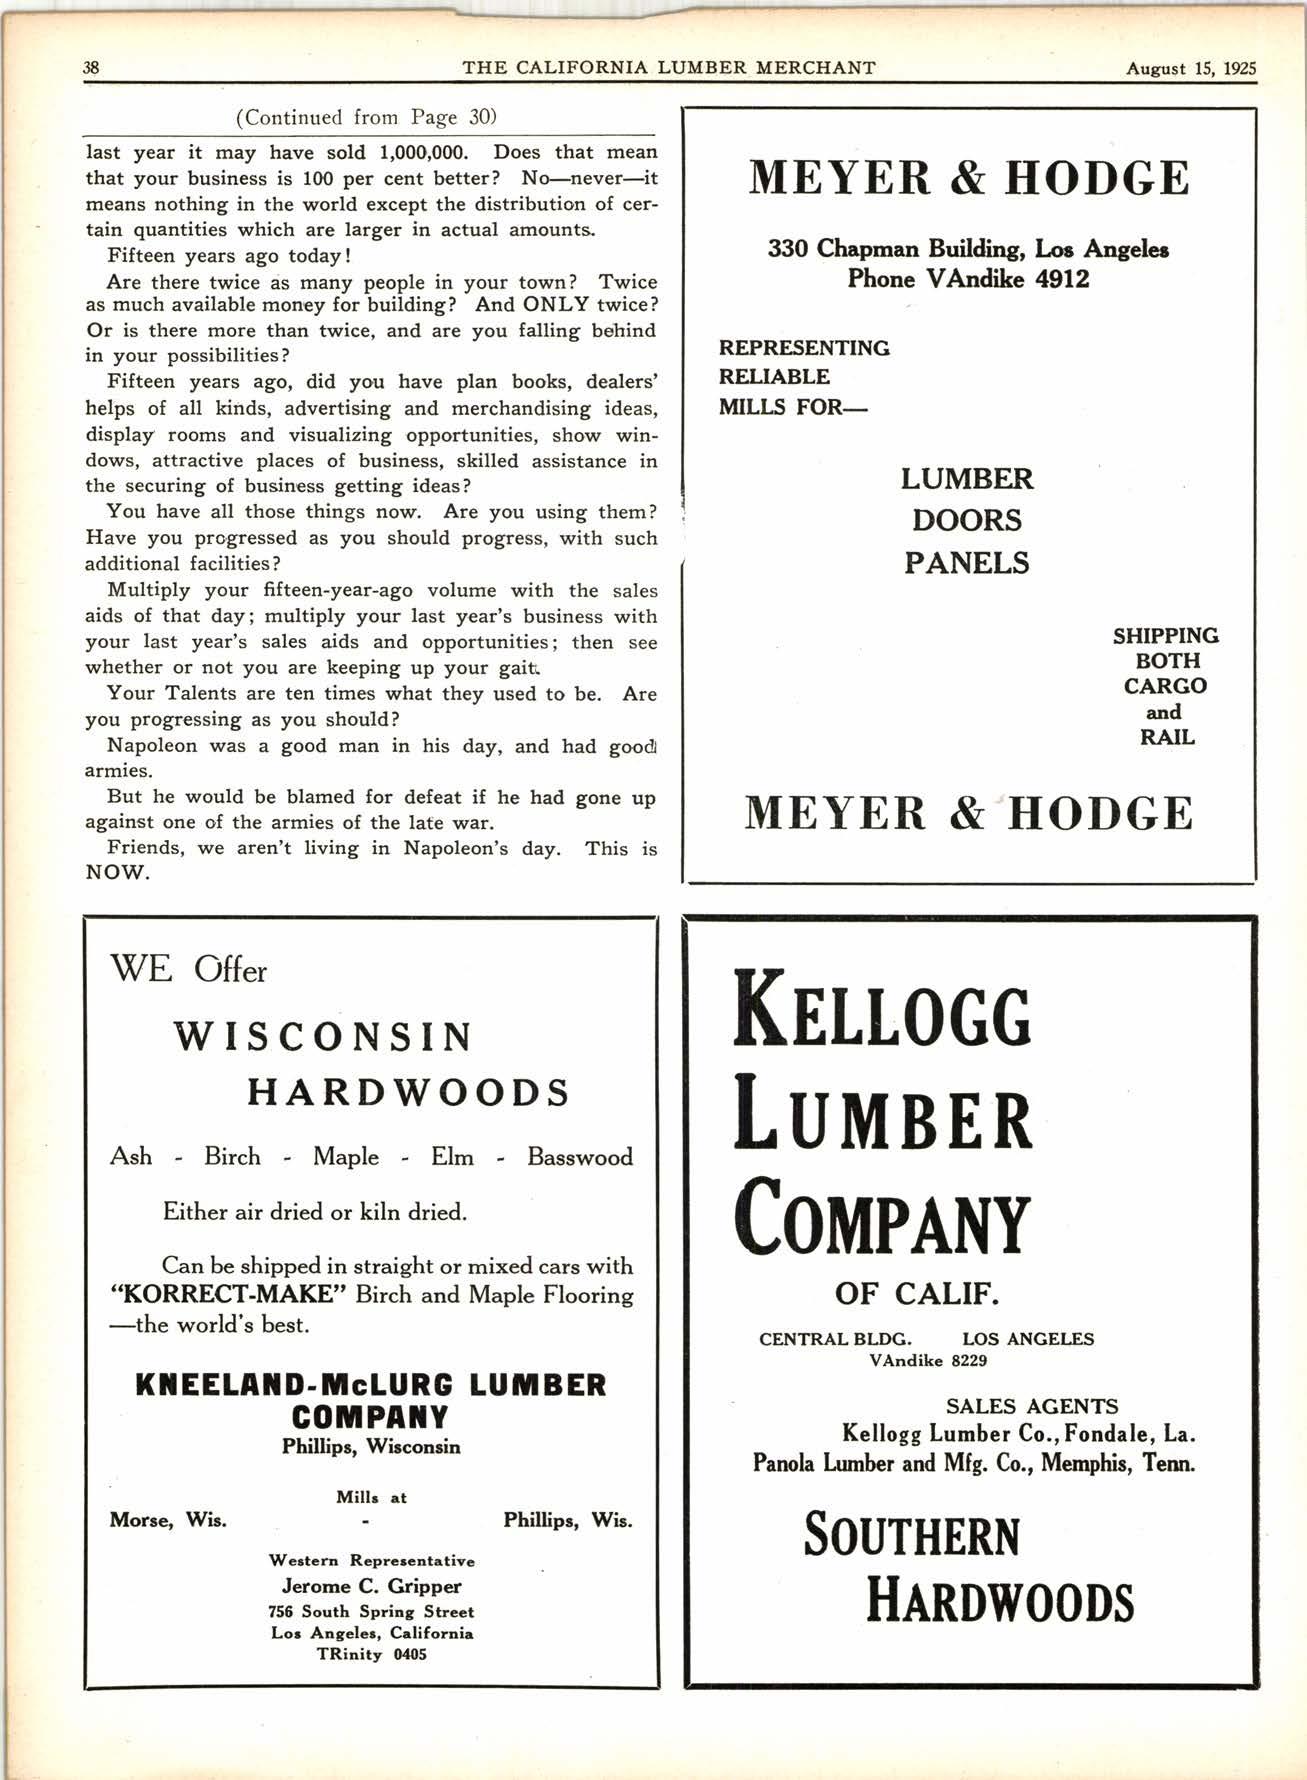 38
THE CALIFORNIA LUMBER MERCHANT
August 15, 1925
(Continued from Page 30)
last year it may have sold 1,000,000. Does that mean
that your business is 100 per cent better? No—never—it
means nothing in the world except the distribution of cer-
tain quantities which are larger in actual amounts.
Fifteen years ago today!
Are there twice as many people in your town? Twice
as much available money for building? And ONLY twice?
Or is there more than twice, and are you falling behind
in your possibilities?
Fifteen years ago, did you have plan books, dealers'
helps of all kinds, advertising and merchandising ideas,
display rooms and visualizing opportunities, show win-
dows, attractive places of business, skilled assistance in
the securing of business getting ideas?
You have all those things now. Are you using them?
Have you progressed as you should progress, with such
additional facilities?
Multiply your fifteen-year-ago volume with the sales
aids of that day; multiply your last year's business with
your last year's sales aids and opportunities; then see
whether or not you are keeping up your gait.
Your Talents are ten times what they used to be. Are
you progressing as you should?
Napoleon was a good man in his day, and had good
armies.
But he would be blamed for defeat if he had gone up
against one of the armies of the late war.
Friends, we aren't living in Napoleon's day. This is
NOW.
MEYER & HODGE
330 Chapman Building, Los Angeles
Phone VAndike 4912
REPRESENTING
RELIABLE
MILLS FOR—
LUMBER
DOORS
PANELS
SHIPPING
BOTH
CARGO
and
RAIL
MEYER & HODGE
WE Offer
WISCONSIN
HARDWOODS
Ash - Birch - Maple - Elm - Basswood
Either air dried or kiln dried.
Can be shipped in straight or mixed cars with
"KORRECT-MAKE" Birch and Maple Flooring
—the world's best.
KNEELAND-McLURG LUMBER
COMPANY
Phillips, Wisconsin
Mills at
Morse, Wis. - Phillips, Wis.
Western Representative
Jerome C. Gripper
756 South Spring Street
Los Angeles, California
TRinity 0405
KELLOGG
LUMBER
COMPANY
OF CALIF.
CENTRAL BLDG. LOS ANGELES
VAndike 8229
SALES AGENTS
Kellogg Lumber Co., Fondale, La.
Panola Lumber and Mfg. Co., Memphis, Tenn.
SOUTHERN
HARDWOODS